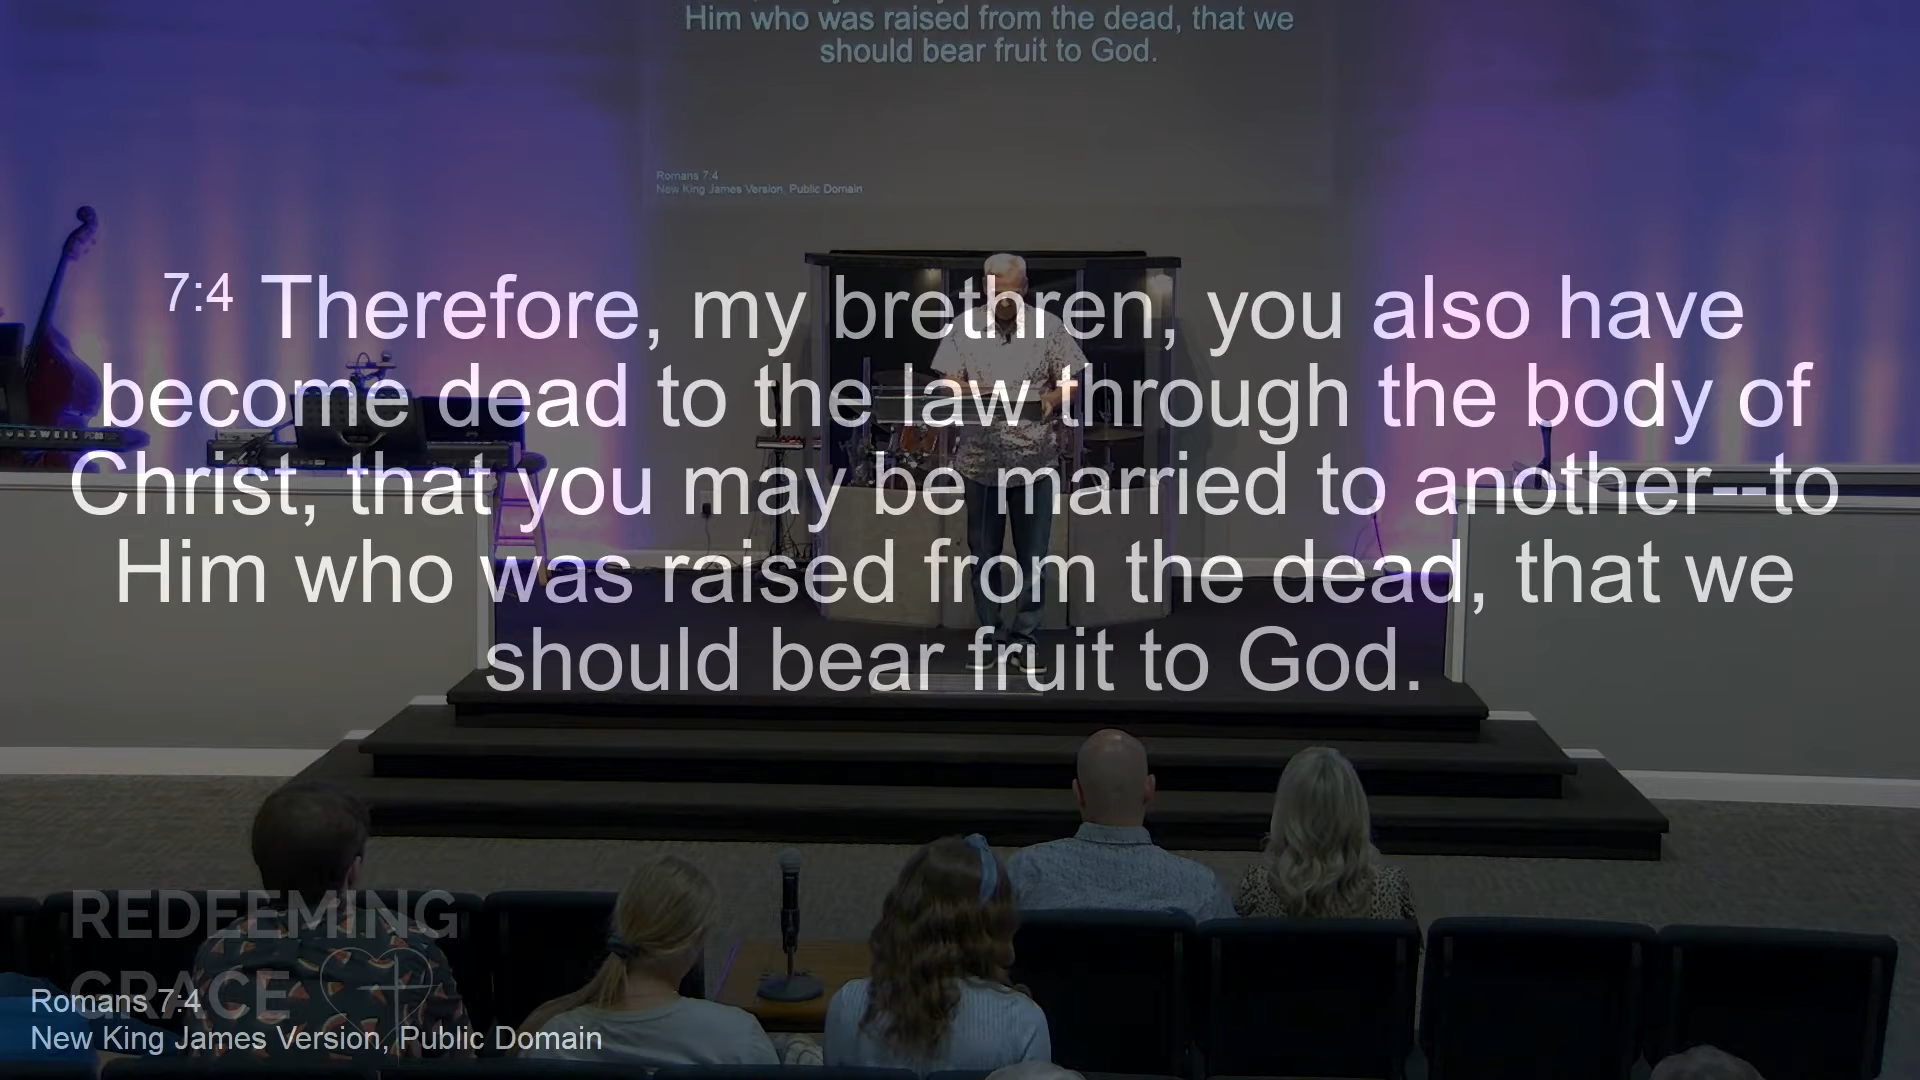 Him who was raised from the dead, that we
should bear fruit to God.
Romans 7:4
New King James Version, Public Domain
7:4 Therefore, my brethren, you also have
become dead to the law through the body of
Christ, that you may be married to another--to
Him who was raised from the dead, that we
should bear fruit to God.
KURZWEIL
REDEEMING
GRACE
Romans 7:4
New King James Version, Public Domain